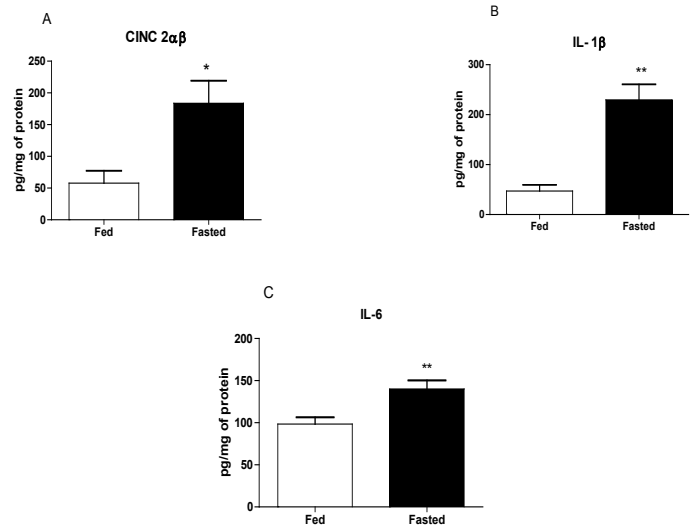 A
CINC 2αβ
pg/mg of protein
250
200
150
100
50
0
*
Fed
Fasted
B
IL- 1β
pg/mg of protein
300
200
100
0
**
Fed
Fasted
C
IL-6
pg/mg of protein
200
150
100
50
0
**
Fed
Fasted